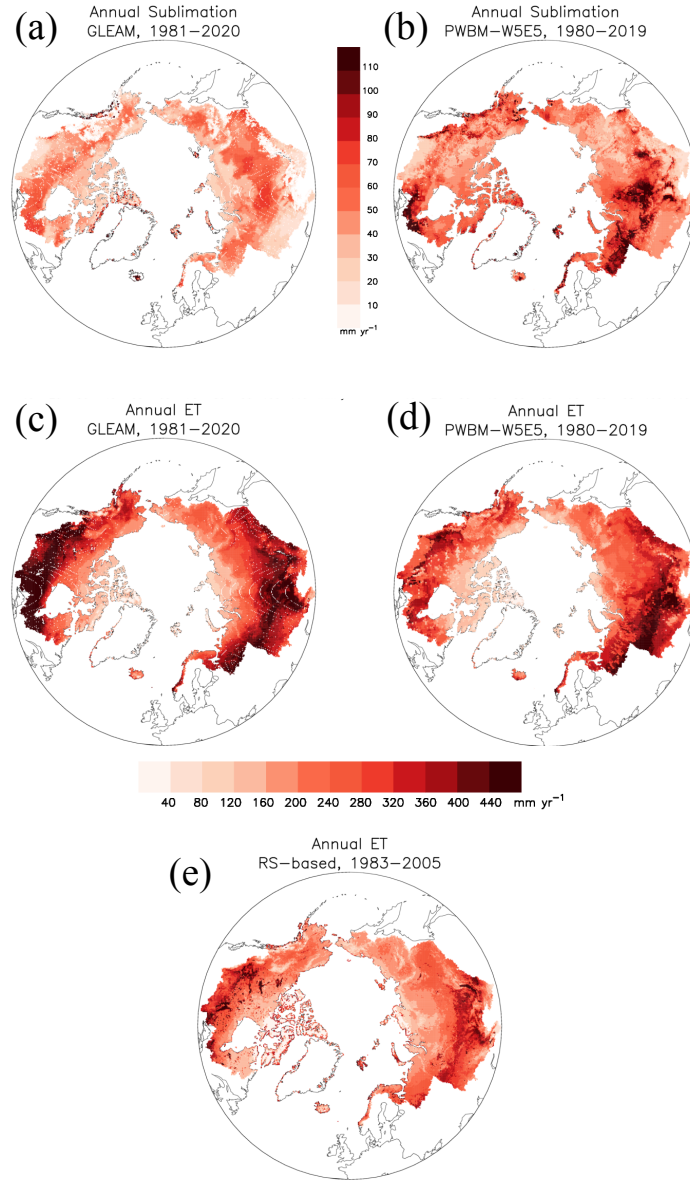 (a)
Annual Sublimation
GLEAM, 1981−2020
(b)
Annual Sublimation
PWBM−W5E5, 1980−2019
110
100
90
80
70
60
50
40
30
20
10
mm yr⁻¹
(c)
Annual ET
GLEAM, 1981−2020
(d)
Annual ET
PWBM−W5E5, 1980−2019
40 80 120 160 200 240 280 320 360 400 440 mm yr⁻¹
(e)
Annual ET
RS−based, 1983−2005